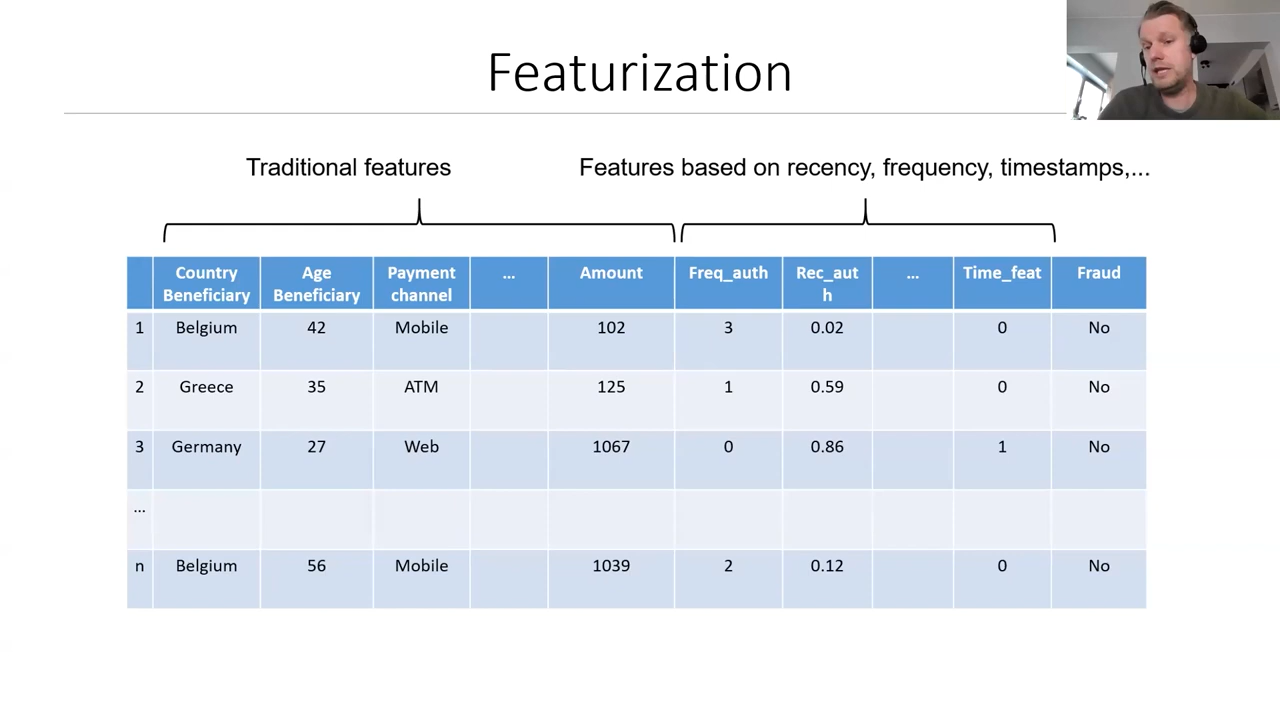 Featurization
Traditional features
Features based on recency, frequency, timestamps,...
Country Beneficiary Age Beneficiary Payment channel ... Amount Freq_auth Rec_auth ... Time_feat Fraud
1 Belgium 42 Mobile 102 3 0.02 0 No
2 Greece 35 ATM 125 1 0.59 0 No
3 Germany 27 Web 1067 0 0.86 1 No
...
n Belgium 56 Mobile 1039 2 0.12 0 No